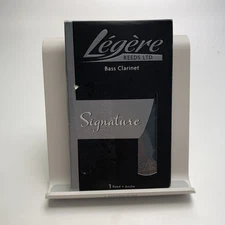 Légère
REEDS LTD
Bass Clarinet
Signature